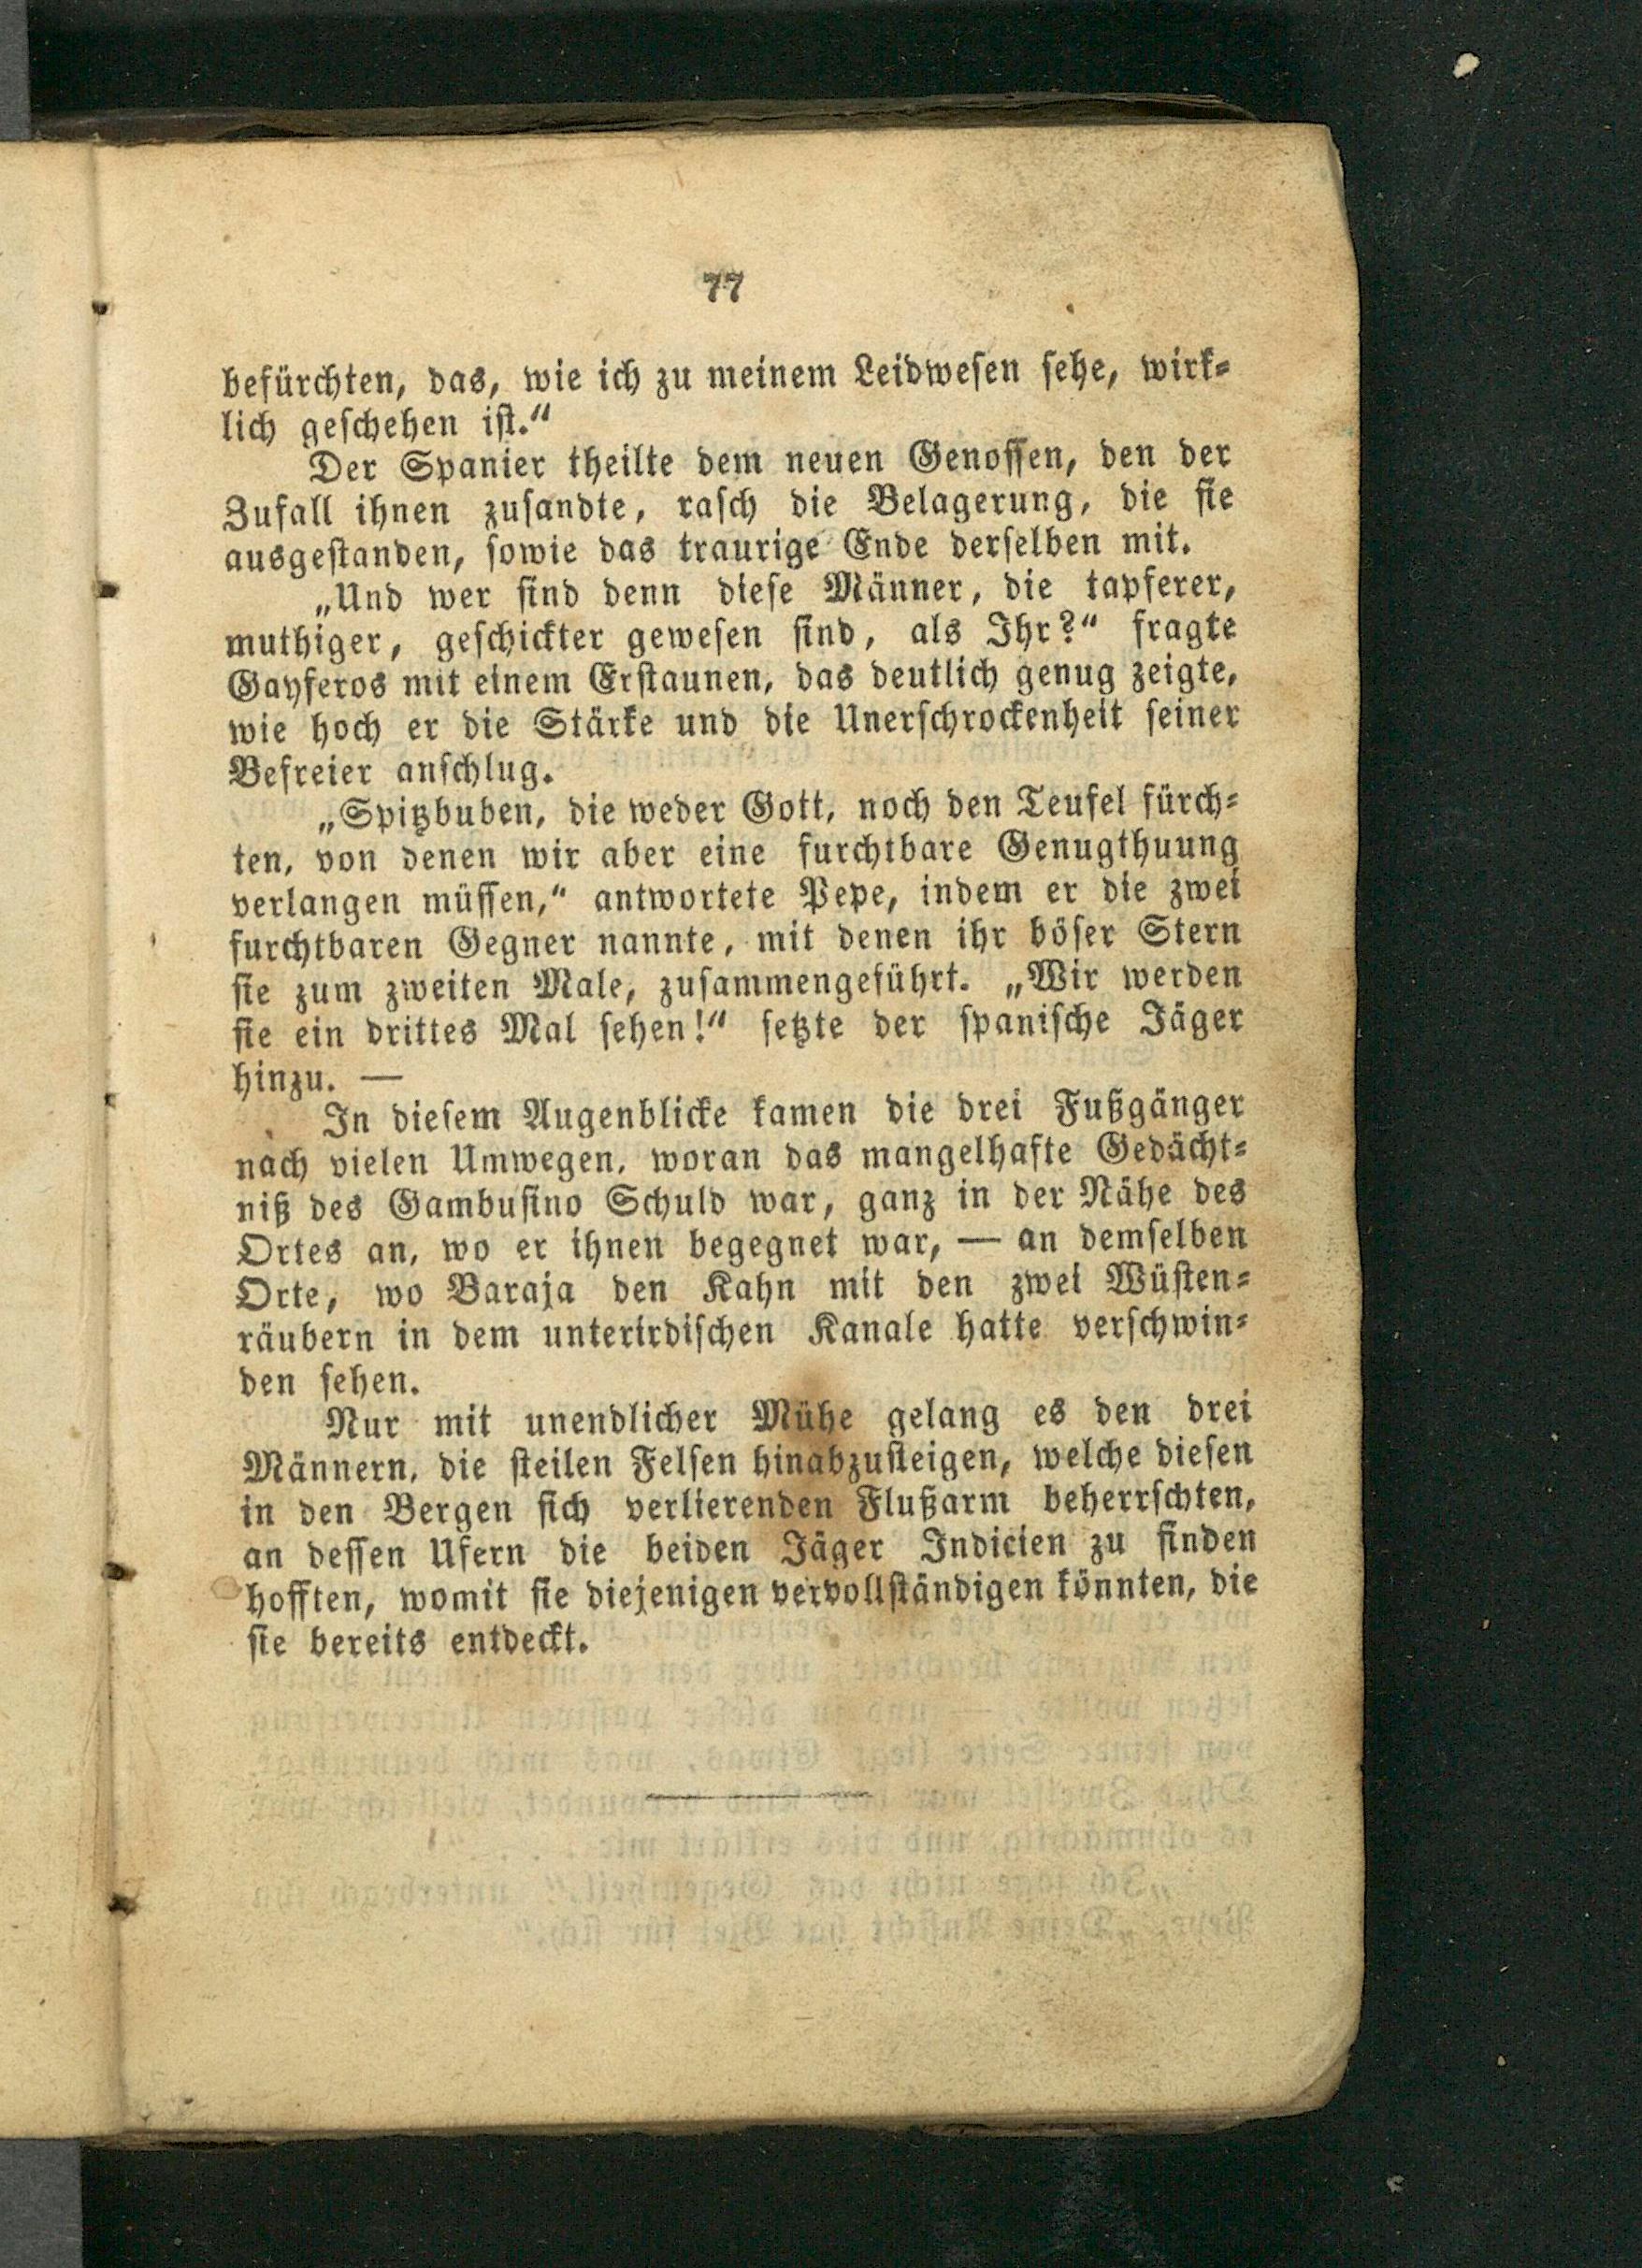 77
befürchten, das, wie ich zu meinem Leidwesen sehe, wirk-
lich geschehen ist."
Der Spanier theilte dem neuen Genossen, den der
Zufall ihnen zusandte, rasch die Belagerung, die sie
ausgestanden, sowie das traurige Ende derselben mit.
„Und wer sind denn diese Männer, die tapferer,
muthiger, geschickter gewesen sind, als Ihr?" fragte
Gayferos mit einem Erstaunen, das deutlich genug zeigte,
wie hoch er die Stärke und die Unerschrockenheit seiner
Befreier anschlug.
„Spitzbuben, die weder Gott, noch den Teufel fürch-
ten, von denen wir aber eine furchtbare Genugthuung
verlangen müssen," antwortete Pepe, indem er die zwei
furchtbaren Gegner nannte, mit denen ihr böser Stern
sie zum zweiten Male, zusammengeführt. „Wir werden
sie ein drittes Mal sehen!" setzte der spanische Jäger
hinzu. —
In diesem Augenblicke kamen die drei Fußgänger
nach vielen Umwegen, woran das mangelhafte Gedächt-
niß des Gambusino Schuld war, ganz in der Nähe des
Ortes an, wo er ihnen begegnet war, — an demselben
Orte, wo Baraja den Kahn mit den zwei Wüsten-
räubern in dem unterirdischen Kanale hatte verschwin-
den sehen.
Nur mit unendlicher Mühe gelang es den drei
Männern, die steilen Felsen hinabzusteigen, welche diesen
in den Bergen sich verlierenden Flußarm beherrschten,
an dessen Ufern die beiden Jäger Indicien zu finden
hofften, womit sie diejenigen vervollständigen könnten, die
sie bereits entdeckt.